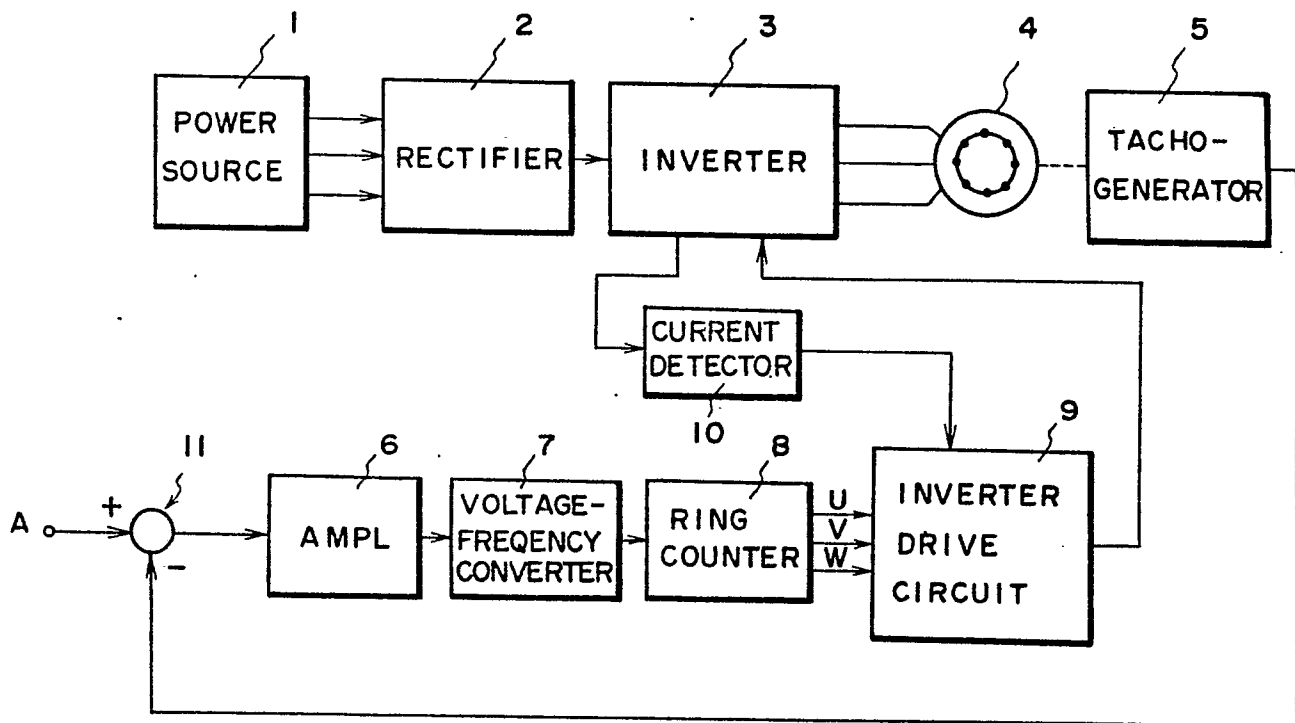 1
2
3
4
5
POWER
SOURCE
RECTIFIER
INVERTER
TACHO-
GENERATOR
CURRENT
DETECTOR
10
11
6
7
8
9
A
+
-
AMPL
VOLTAGE-
FREQENCY
CONVERTER
RING
COUNTER
U
V
W
INVERTER
DRIVE
CIRCUIT